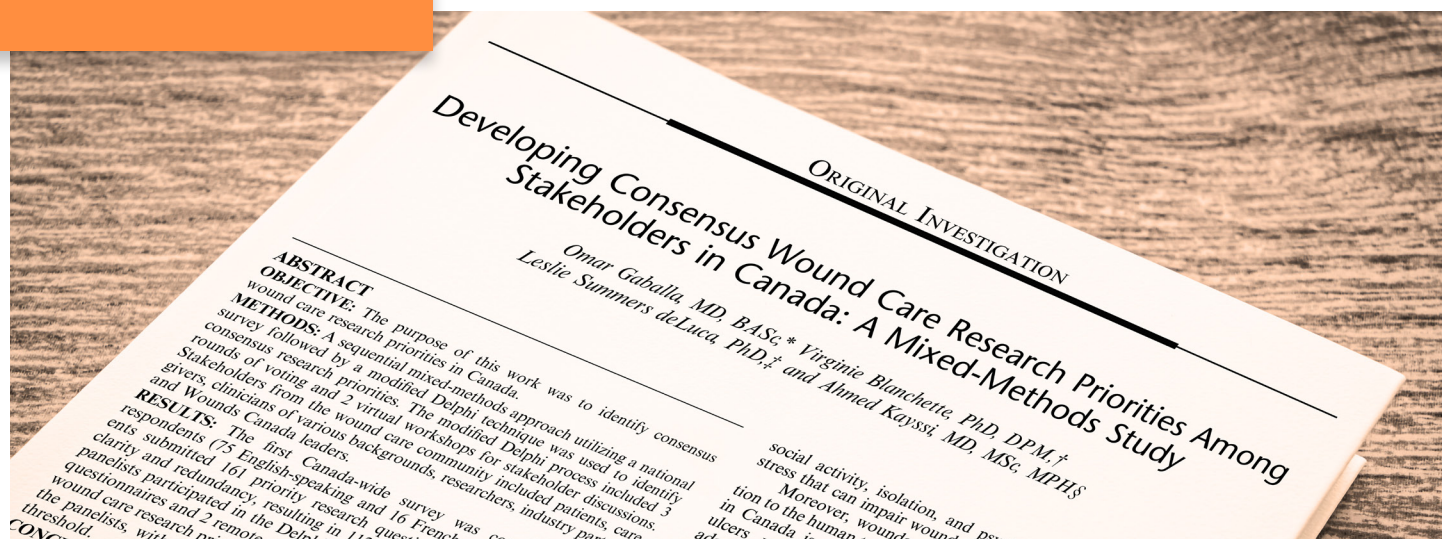 ORIGINAL INVESTIGATION
Developing Consensus Wound Care Research Priorities Among
Stakeholders in Canada: A Mixed-Methods Study
Omar Gaballa, MD, BASc,* Virginie Blanchette, PhD, DPM,†
Leslie Summers deLuca, PhD,‡ and Ahmed Kayssi, MD, MSc, MPH§
ABSTRACT
OBJECTIVE: The purpose of this work was to identify consensus
wound care research priorities in Canada.
METHODS: A sequential mixed-methods approach utilizing a national
survey followed by a modified Delphi technique was used to identify
consensus research priorities. The modified Delphi process included 3
rounds of voting and 2 virtual workshops for stakeholder discussions.
Stakeholders from the wound care community included patients, care
givers, clinicians of various backgrounds, researchers, industry
and Wounds Canada leaders.
RESULTS: The first Canada-wide survey was
respondents (75 English-speaking and 16 French
ents submitted 161 priority research
clarity and redundancy, resulting in
panelists participated in the
questionnaires and 2
wound care research
the panelists,
threshold.
social activity, isolation, and
stress that can impair
Moreover,
tion to the human
in Canada
ulcers